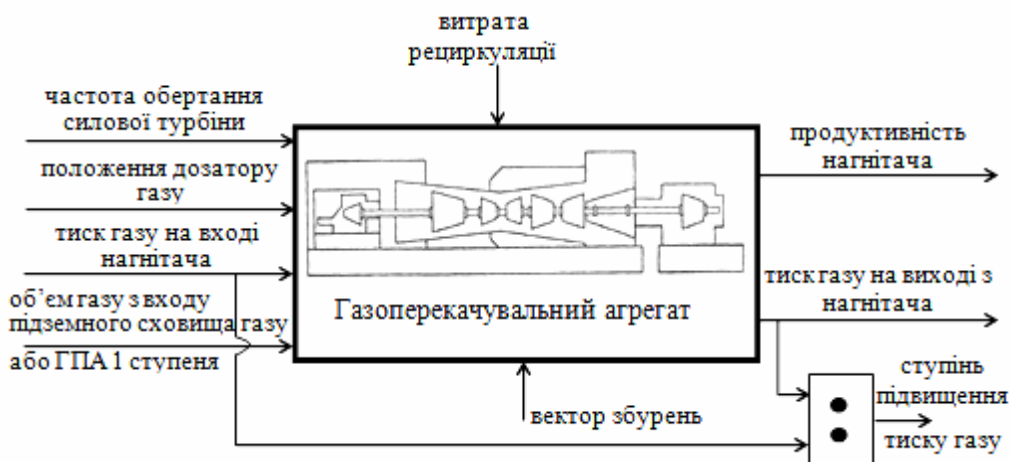 витрата
рециркуляції
частота обертання
силової турбіни
положення дозатору
газу
тиск газу на вході
нагнітача
об’єм газу з входу
підземного сховища газу
або ГПА 1 ступеня
Газоперекачувальний агрегат
вектор збурень
продуктивність
нагнітача
тиск газу на виході з
нагнітача
ступінь
підвищення
тиску газу